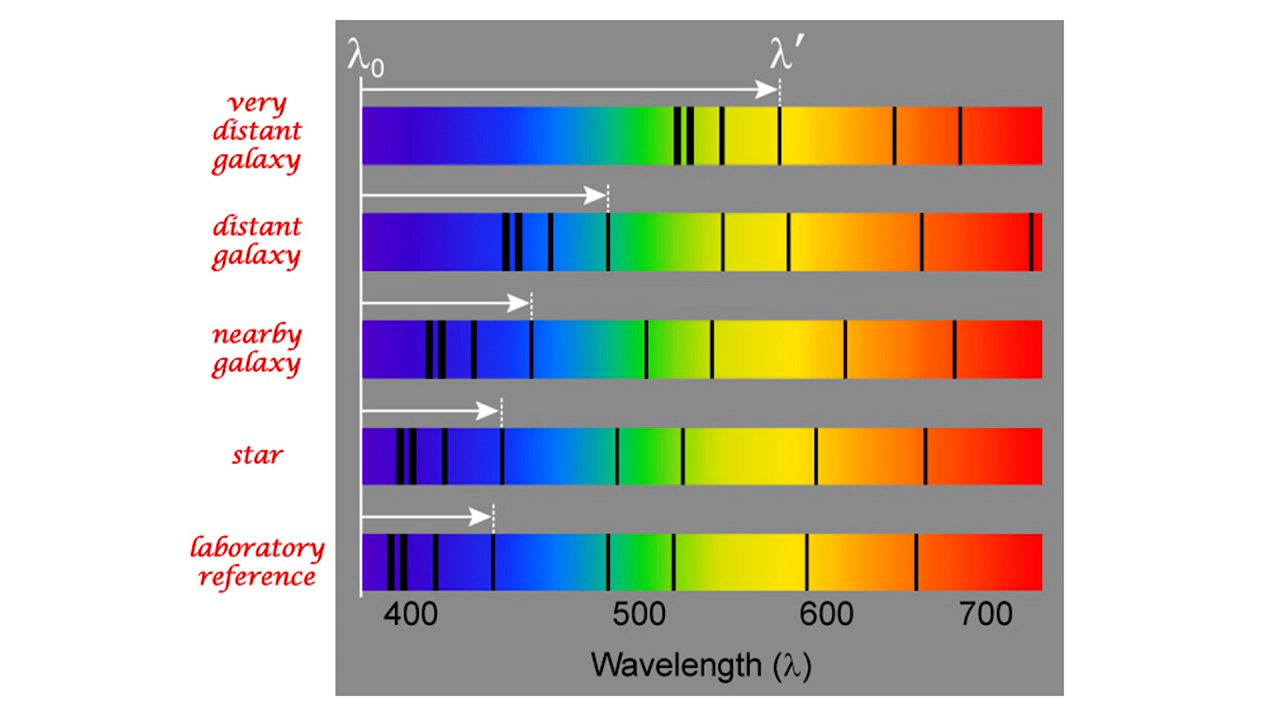 λ₀ λ′
very
distant
galaxy
distant
galaxy
nearby
galaxy
star
laboratory
reference
400 500 600 700
Wavelength (λ)